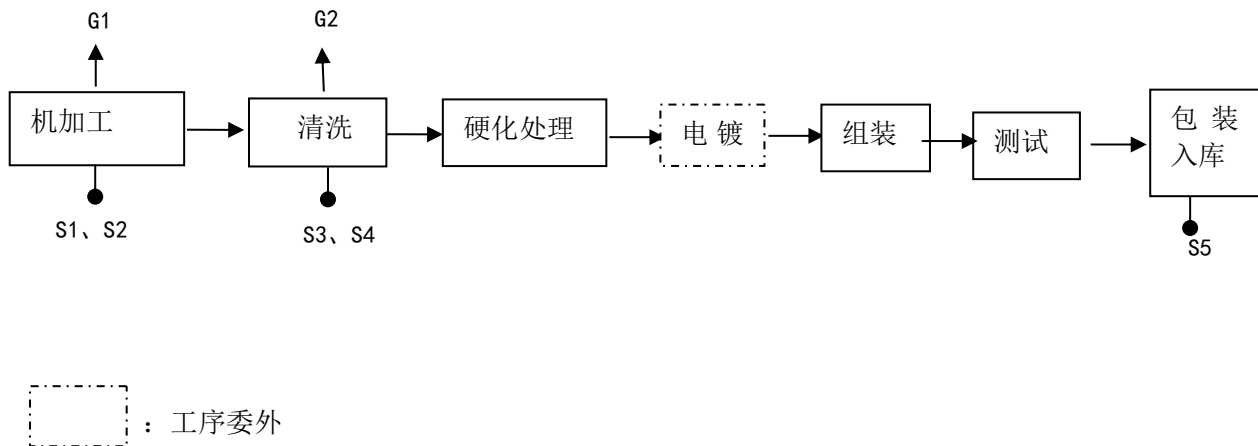 G1
G2
机加工
清洗
硬化处理
电镀
组装
测试
包装
入库
S1、S2
S3、S4
S5
：工序委外